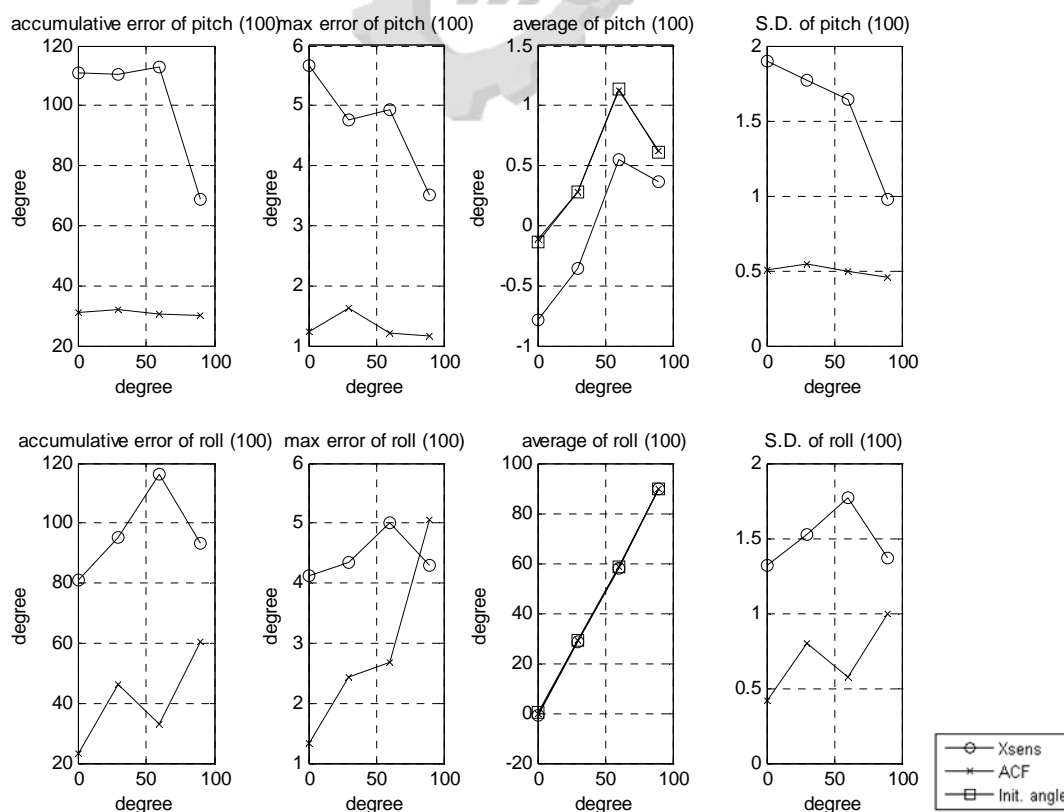 accumulative error of pitch (100)
120
100
80
60
40
20
0
50
100
degree
degree
max error of pitch (100)
6
5
4
3
2
1
0
50
100
degree
degree
average of pitch (100)
1.5
1
0.5
0
-0.5
-1
0
50
100
degree
degree
S.D. of pitch (100)
2
1.5
1
0.5
0
0
50
100
degree
degree
accumulative error of roll (100)
120
100
80
60
40
20
0
50
100
degree
degree
max error of roll (100)
6
5
4
3
2
1
0
50
100
degree
degree
average of roll (100)
100
80
60
40
20
0
-20
0
50
100
degree
degree
S.D. of roll (100)
2
1.5
1
0.5
0
0
50
100
degree
degree
Xsens
ACF
Init. angle